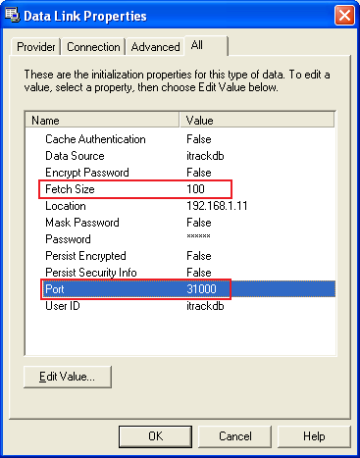 Data Link Properties
Provider Connection Advanced All
These are the initialization properties for this type of data. To edit a
value, select a property, then choose Edit Value below.
Name Value
Cache Authentication False
Data Source itrackdb
Encrypt Password False
Fetch Size 100
Location 192.168.1.11
Mask Password False
Password ******
Persist Encrypted False
Persist Security Info False
Port 31000
User ID itrackdb
Edit Value...
OK Cancel Help